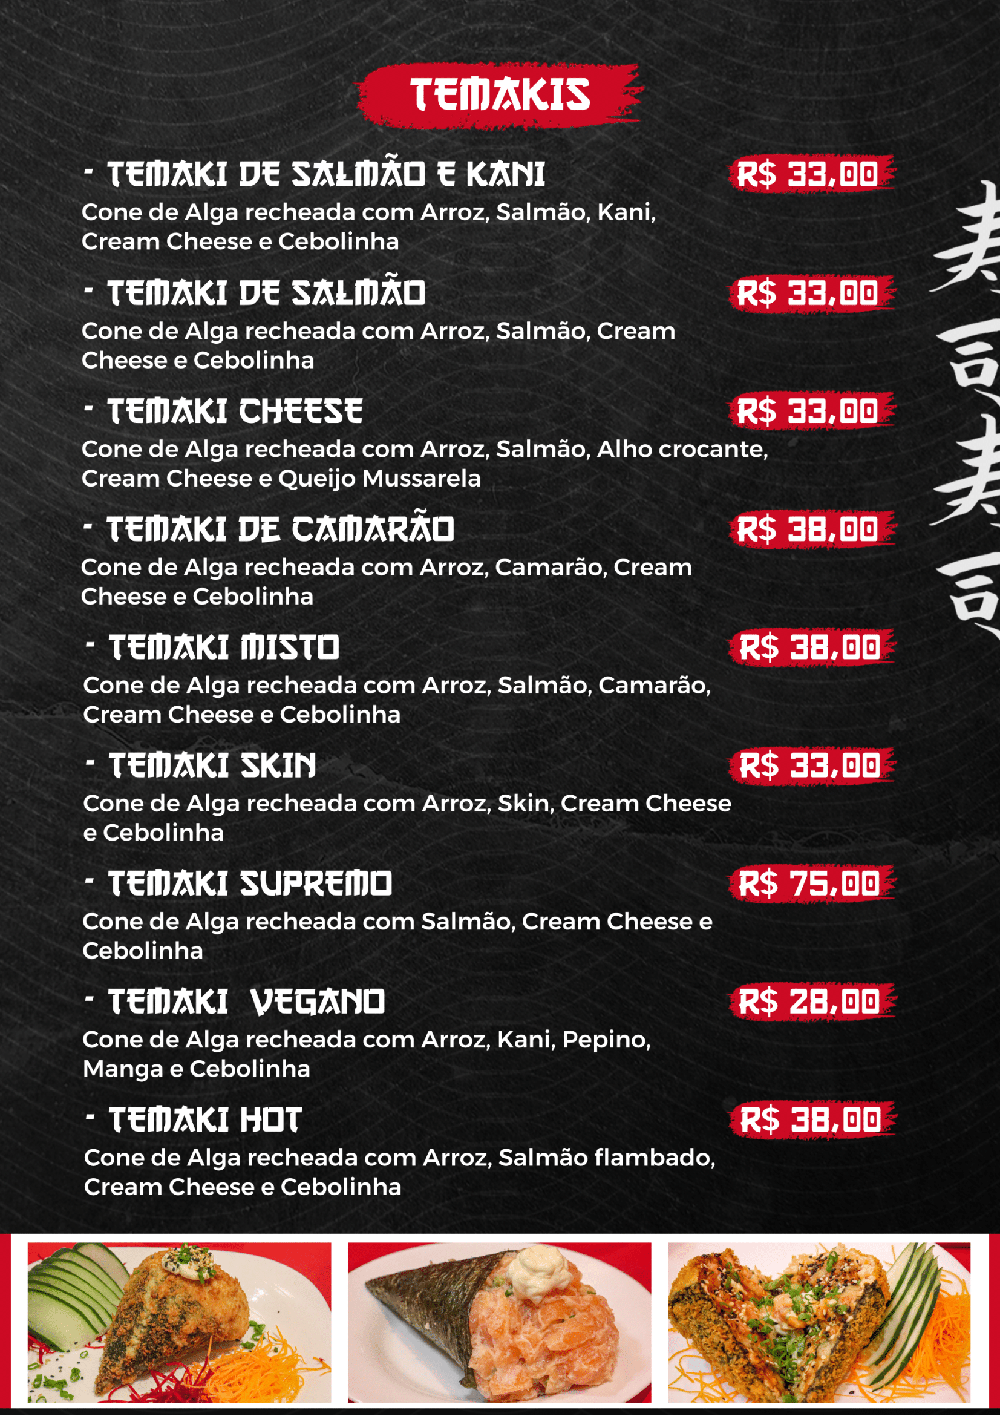 TEMAKIS
- TEMAKI DE SALMÃO E KANI R$ 33,00
Cone de Alga recheada com Arroz, Salmão, Kani,
Cream Cheese e Cebolinha
- TEMAKI DE SALMÃO R$ 33,00
Cone de Alga recheada com Arroz, Salmão, Cream
Cheese e Cebolinha
- TEMAKI CHEESE R$ 33,00
Cone de Alga recheada com Arroz, Salmão, Alho crocante,
Cream Cheese e Queijo Mussarela
- TEMAKI DE CAMARÃO R$ 38,00
Cone de Alga recheada com Arroz, Camarão, Cream
Cheese e Cebolinha
- TEMAKI MISTO R$ 38,00
Cone de Alga recheada com Arroz, Salmão, Camarão,
Cream Cheese e Cebolinha
- TEMAKI SKIN R$ 33,00
Cone de Alga recheada com Arroz, Skin, Cream Cheese
e Cebolinha
- TEMAKI SUPREMO R$ 75,00
Cone de Alga recheada com Salmão, Cream Cheese e
Cebolinha
- TEMAKI VEGANO R$ 28,00
Cone de Alga recheada com Arroz, Kani, Pepino,
Manga e Cebolinha
- TEMAKI HOT R$ 38,00
Cone de Alga recheada com Arroz, Salmão flambado,
Cream Cheese e Cebolinha
寿司寿司